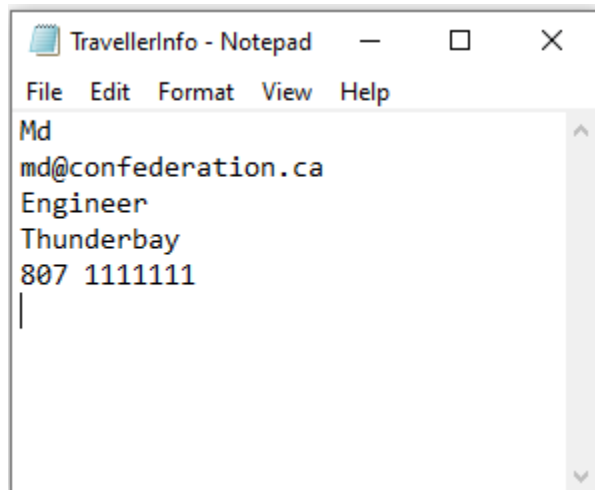 TravellerInfo - Notepad
File Edit Format View Help
Md
md@confederation.ca
Engineer
Thunderbay
807 1111111